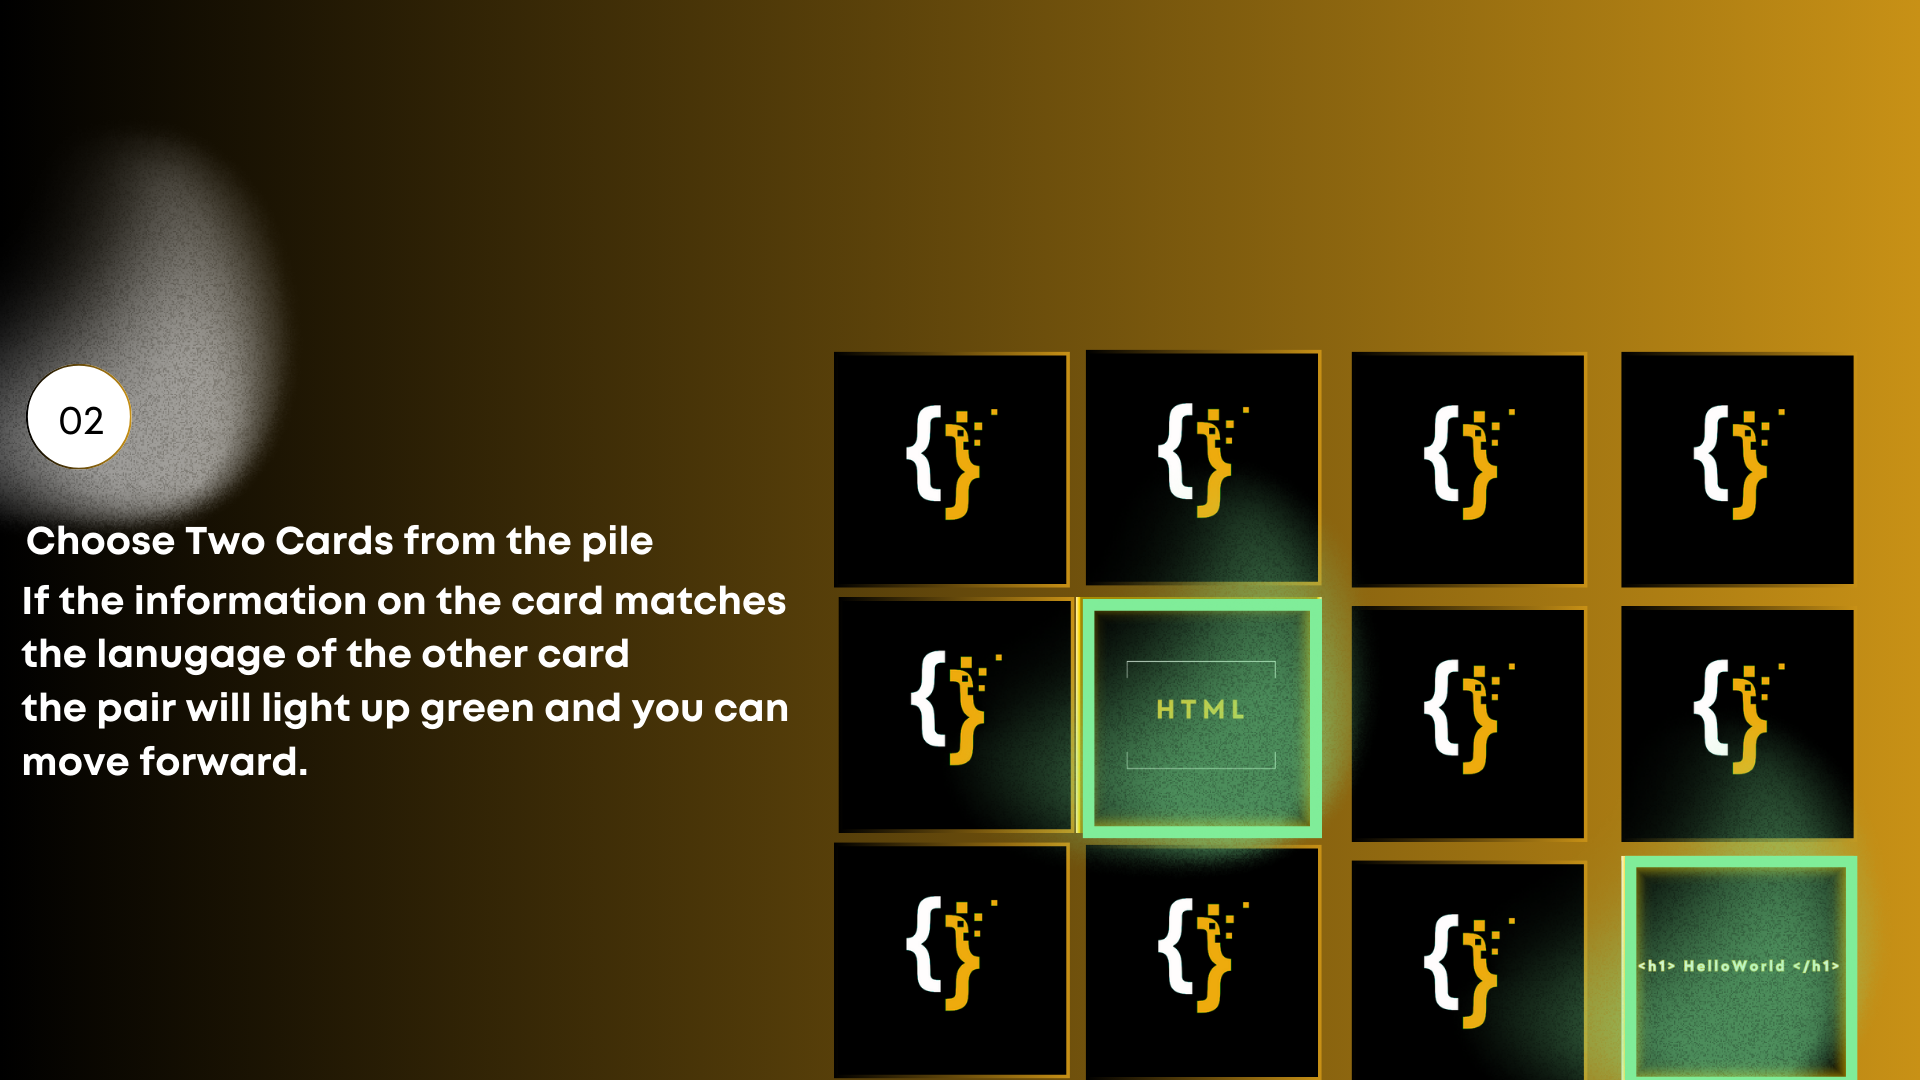 02
Choose Two Cards from the pile
If the information on the card matches
the lanugage of the other card
the pair will light up green and you can
move forward.
HTML
<h1> HelloWorld </h1>